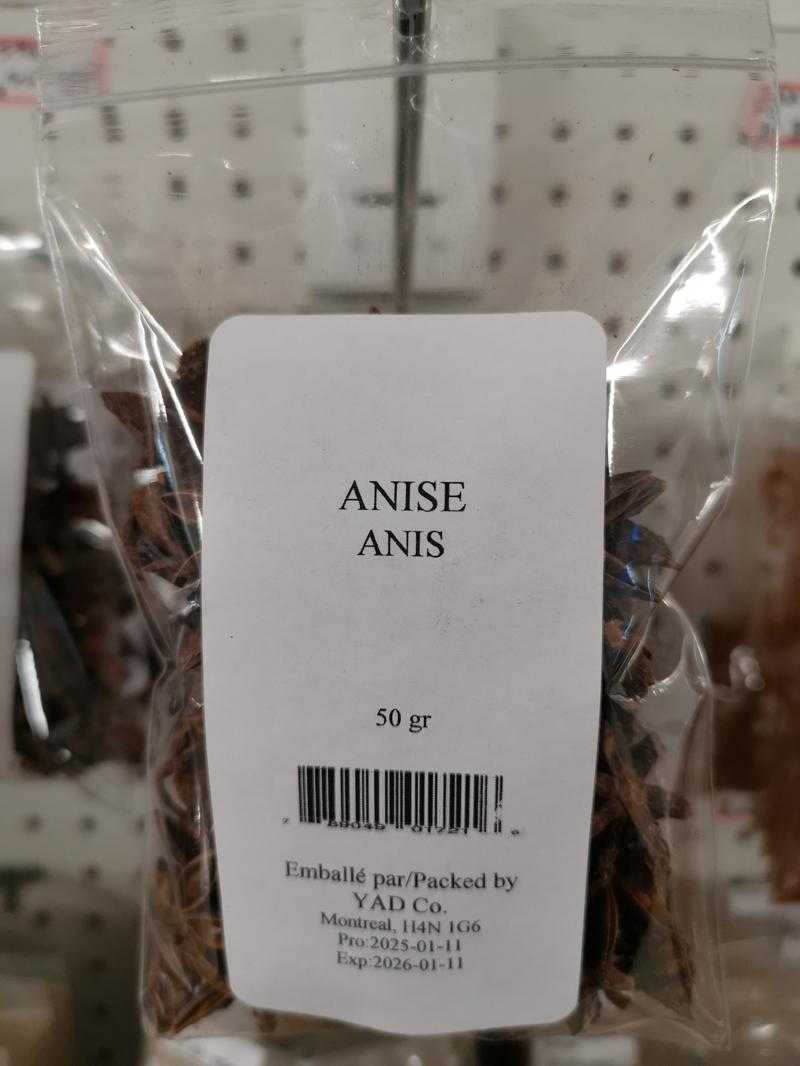 ANISE
ANIS
50 gr
Emballé par/Packed by
YAD Co.
Montreal, H4N 1G6
Pro:2025-01-11
Exp:2026-01-11